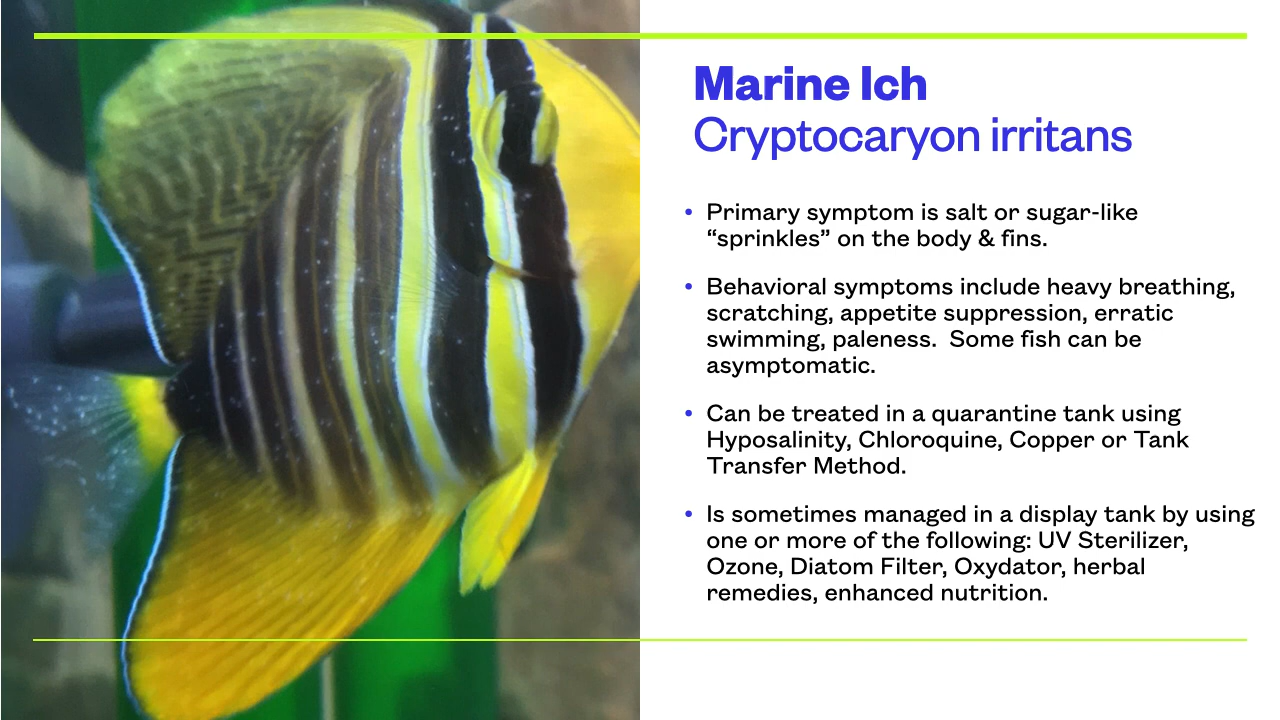 Marine Ich
Cryptocaryon irritans
• Primary symptom is salt or sugar-like
“sprinkles” on the body & fins.
• Behavioral symptoms include heavy breathing,
scratching, appetite suppression, erratic
swimming, paleness.  Some fish can be
asymptomatic.
• Can be treated in a quarantine tank using
Hyposalinity, Chloroquine, Copper or Tank
Transfer Method.
• Is sometimes managed in a display tank by using
one or more of the following: UV Sterilizer,
Ozone, Diatom Filter, Oxydator, herbal
remedies, enhanced nutrition.